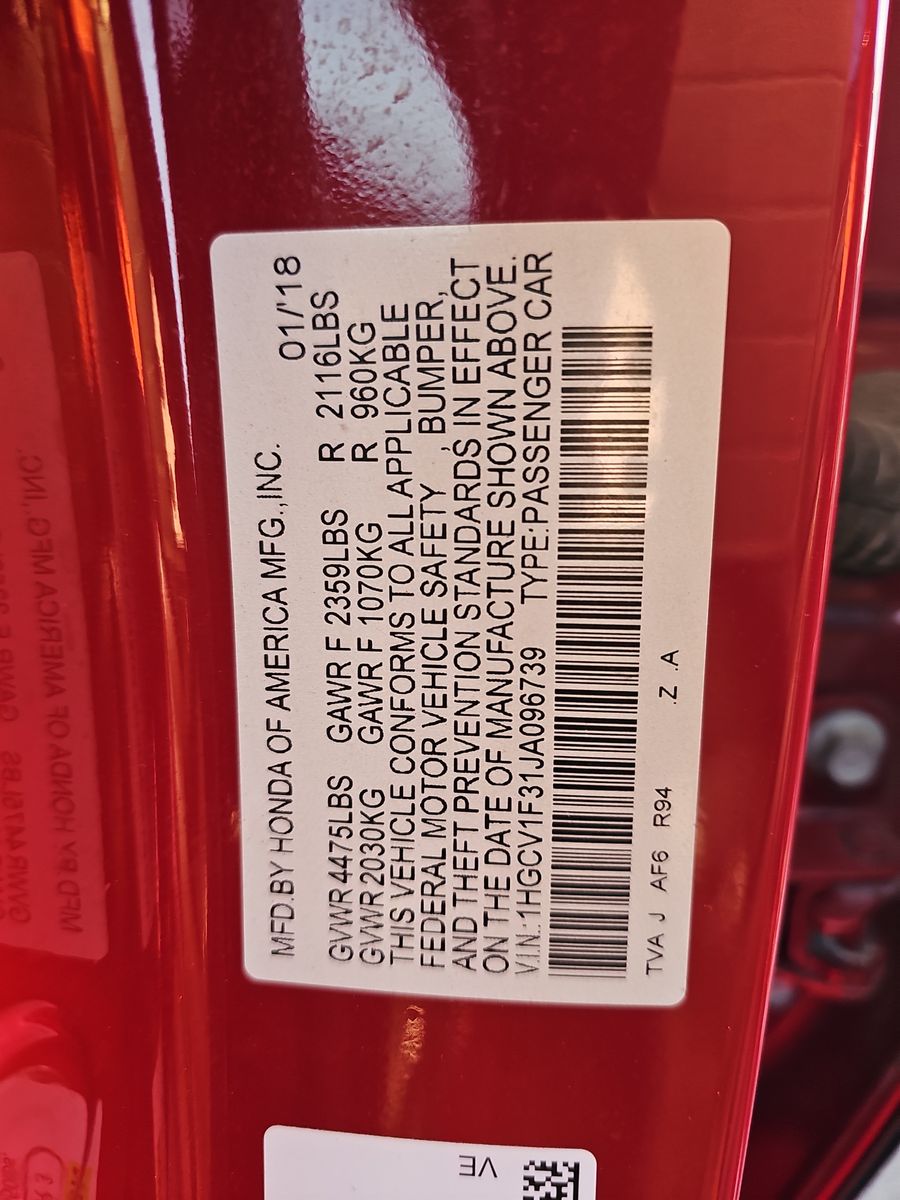 MFD.BY HONDA OF AMERICA MFG.,INC. 01/'18
GVWR 4475LBS GAWR F 2359LBS R 2116LBS
GVWR 2030KG GAWR F 1070KG R 960KG
THIS VEHICLE CONFORMS TO ALL APPLICABLE
FEDERAL MOTOR VEHICLE SAFETY, BUMPER,
AND THEFT PREVENTION STANDARDS, IN EFFECT
ON THE DATE OF MANUFACTURE SHOWN ABOVE.
V.I.N.:1HGCV1F31JA096739 TYPE:PASSENGER CAR
TVA J AF6 R94 .Z .A
VE